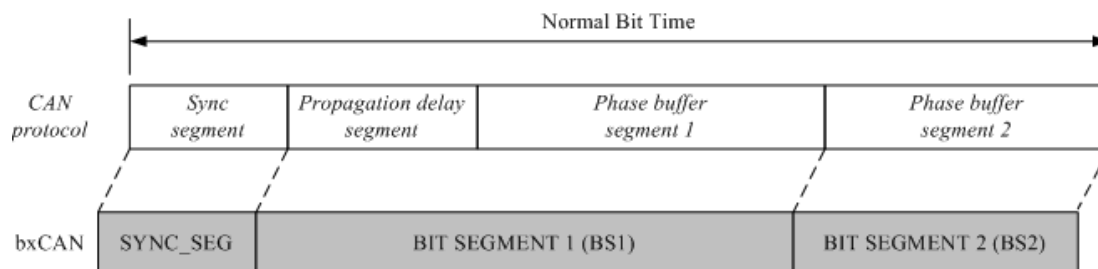 Normal Bit Time
CAN
protocol
Sync
segment
Propagation delay
segment
Phase buffer
segment 1
Phase buffer
segment 2
bxCAN
SYNC_SEG
BIT SEGMENT 1 (BS1)
BIT SEGMENT 2 (BS2)